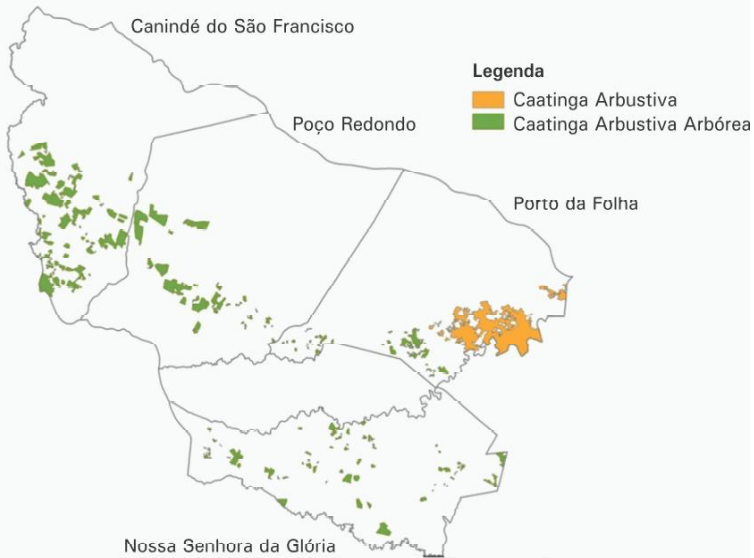 Canindé do São Francisco
Legenda
Caatinga Arbustiva
Caatinga Arbustiva Arbórea
Poço Redondo
Porto da Folha
Nossa Senhora da Glória